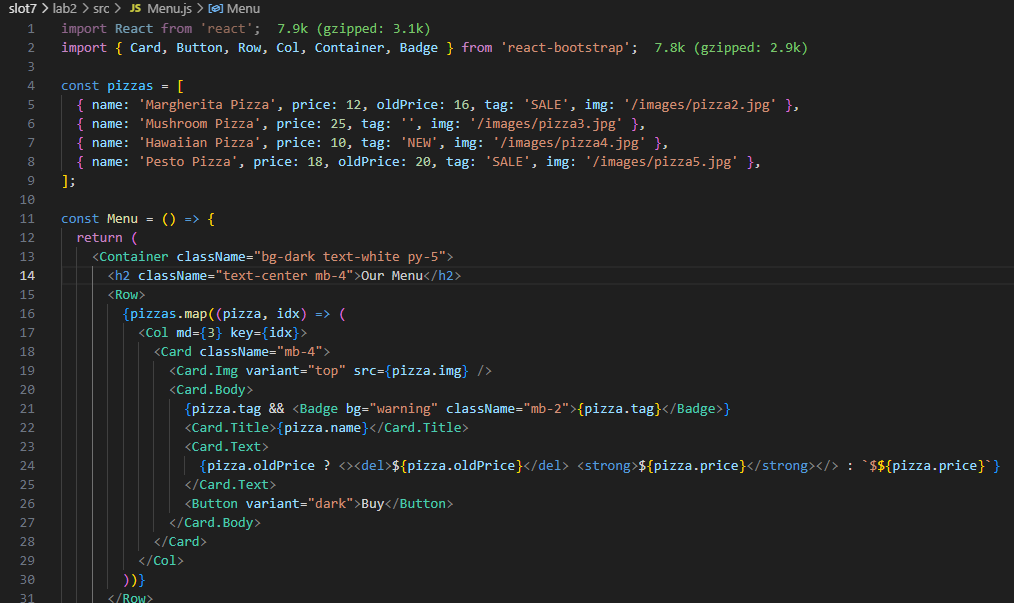 slot7 > lab2 > src > JS Menu.js > Menu
1 import React from 'react'; 7.9k (gzipped: 3.1k)
2 import { Card, Button, Row, Col, Container, Badge } from 'react-bootstrap'; 7.8k (gzipped: 2.9k)
3
4 const pizzas = [
5 { name: 'Margherita Pizza', price: 12, oldPrice: 16, tag: 'SALE', img: '/images/pizza2.jpg' },
6 { name: 'Mushroom Pizza', price: 25, tag: '', img: '/images/pizza3.jpg' },
7 { name: 'Hawaiian Pizza', price: 10, tag: 'NEW', img: '/images/pizza4.jpg' },
8 { name: 'Pesto Pizza', price: 18, oldPrice: 20, tag: 'SALE', img: '/images/pizza5.jpg' },
9 ];
10
11 const Menu = () => {
12 return (
13 <Container className="bg-dark text-white py-5">
14 <h2 className="text-center mb-4">Our Menu</h2>
15 <Row>
16 {pizzas.map((pizza, idx) => (
17 <Col md={3} key={idx}>
18 <Card className="mb-4">
19 <Card.Img variant="top" src={pizza.img} />
20 <Card.Body>
21 {pizza.tag && <Badge bg="warning" className="mb-2">{pizza.tag}</Badge>}
22 <Card.Title>{pizza.name}</Card.Title>
23 <Card.Text>
24 {pizza.oldPrice ? <><del>${pizza.oldPrice}</del> <strong>${pizza.price}</strong></> : `$${pizza.price}`}
25 </Card.Text>
26 <Button variant="dark">Buy</Button>
27 </Card.Body>
28 </Card>
29 </Col>
30 ))}
31 </Row>